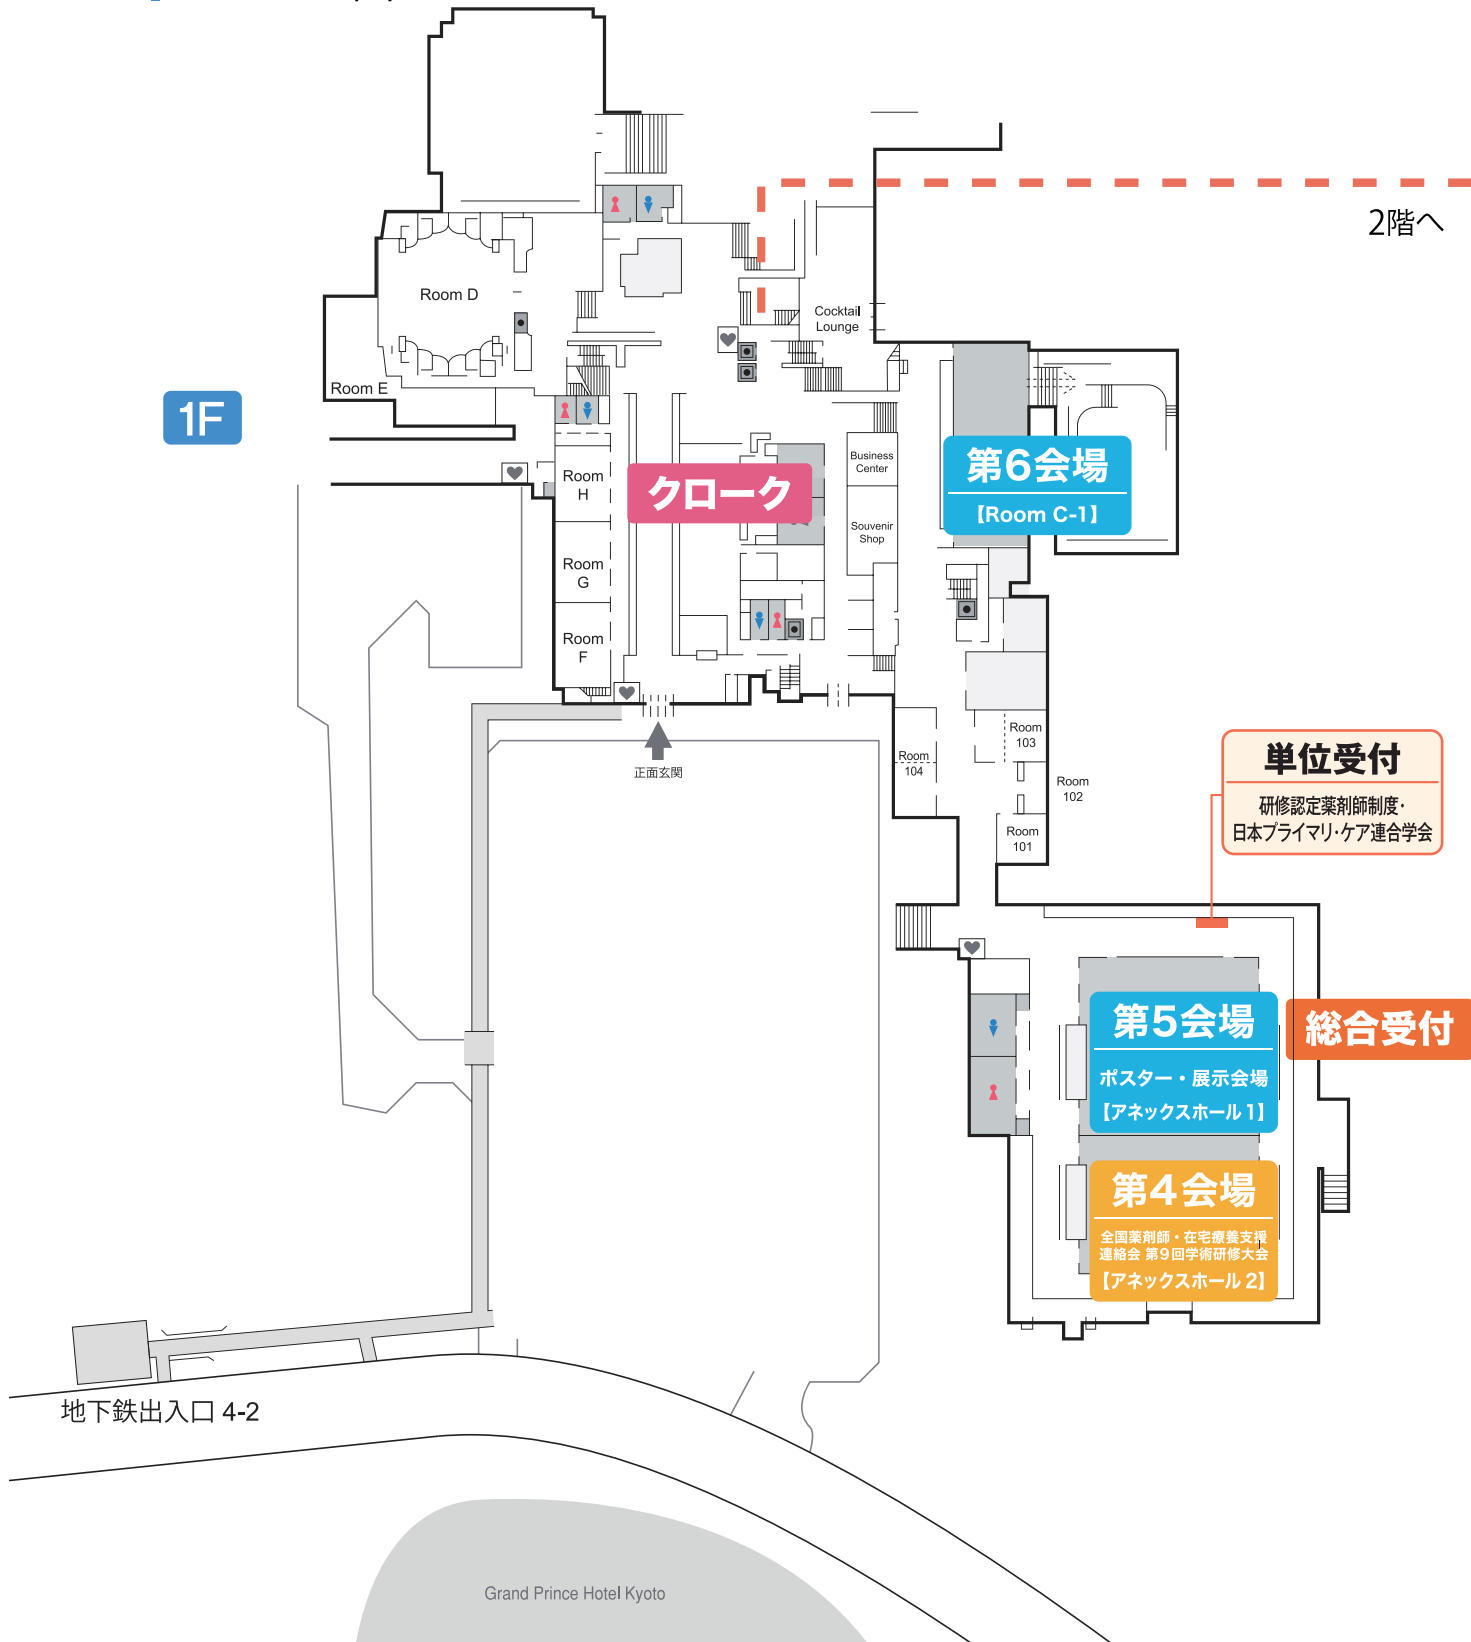 2階へ
Room D
Cocktail
Lounge
Room E
1F
Room
H
クローク
Business
Center
第6会場
【Room C-1】
Souvenir
Shop
Room
G
Room
F
正面玄関
Room
103
Room
104
Room
102
Room
101
単位受付
研修認定薬剤師制度・
日本プライマリ・ケア連合学会
第5会場
ポスター・展示会場
【アネックスホール1】
総合受付
第4会場
全国薬剤師・在宅療養支援
連絡会 第9回学術研修大会
【アネックスホール2】
地下鉄出入口 4-2
Grand Prince Hotel Kyoto